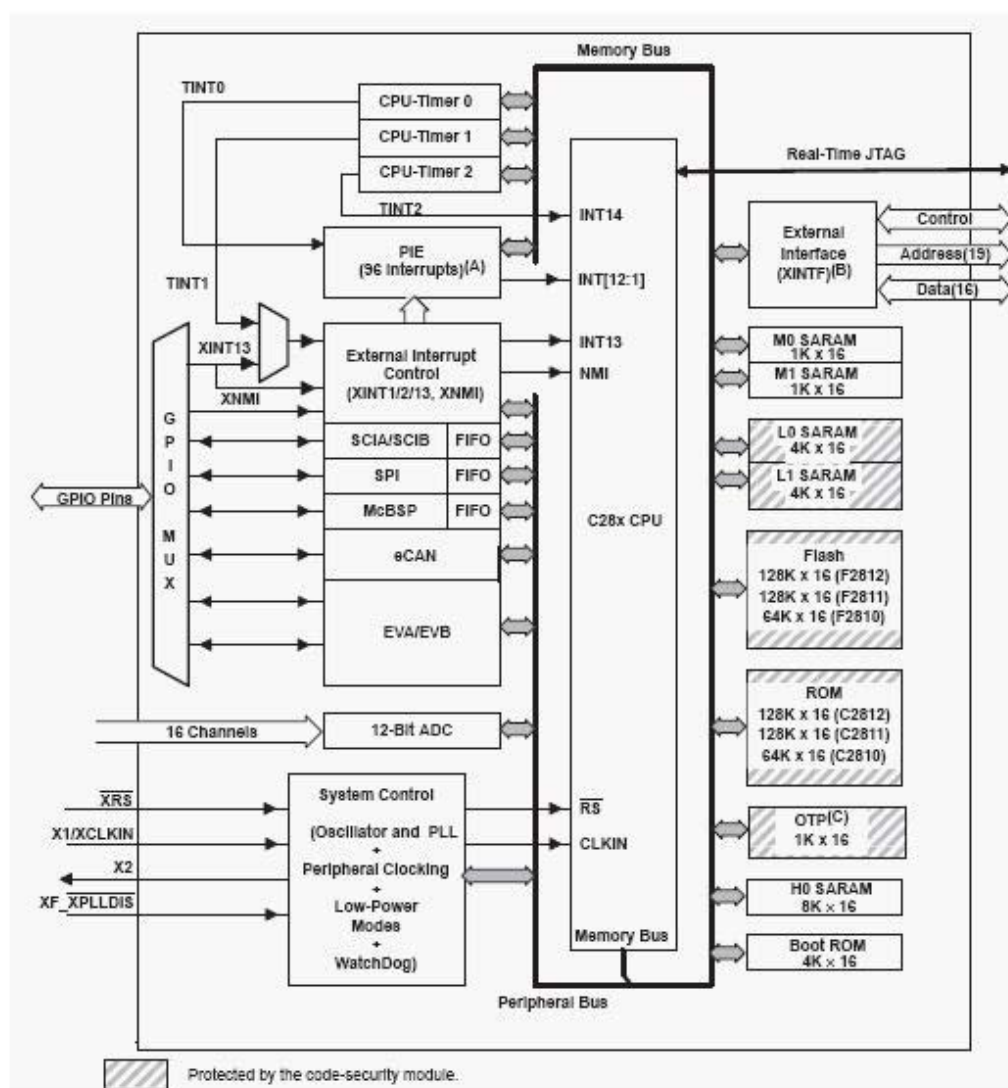 Memory Bus
TINT0
CPU-Timer 0
CPU-Timer 1
CPU-Timer 2
Real-Time JTAG
TINT2
INT14
PIE
(96 Interrupts)(A)
INT[12:1]
External
Interface
(XINTF)(B)
Control
Address(19)
Data(16)
TINT1
XINT13
XNMI
External Interrupt
Control
(XINT1/2/13, XNMI)
INT13
NMI
M0 SARAM
1K x 16
M1 SARAM
1K x 16
L0 SARAM
4K x 16
L1 SARAM
4K x 16
GPIO Pins
GPIO MUX
SCIA/SCIB
FIFO
SPI
FIFO
McBSP
FIFO
eCAN
EVA/EVB
C28x CPU
Flash
128K x 16 (F2812)
128K x 16 (F2811)
64K x 16 (F2810)
ROM
128K x 16 (C2812)
128K x 16 (C2811)
64K x 16 (C2810)
16 Channels
12-Bit ADC
XRS
X1/XCLKIN
X2
XF_XPLLDIS
System Control
(Oscillator and PLL
+
Peripheral Clocking
+
Low-Power
Modes
+
WatchDog)
RS
CLKIN
OTP(C)
1K x 16
H0 SARAM
8K × 16
Boot ROM
4K × 16
Memory Bus
Peripheral Bus
Protected by the code-security module.